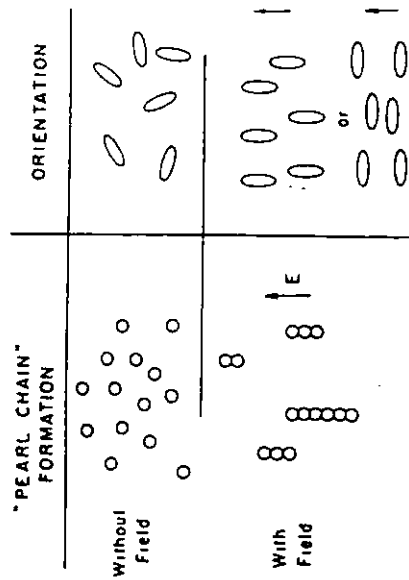 "PEARL CHAIN"
FORMATION
ORIENTATION
Without
Field
With
Field
E
or